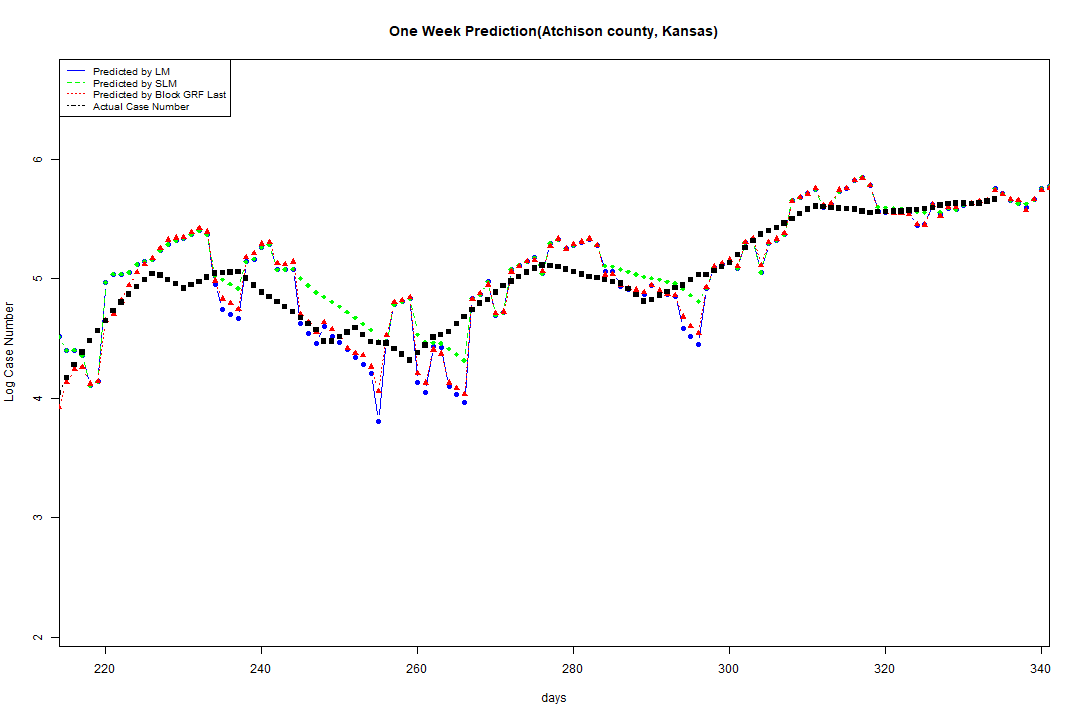 One Week Prediction(Atchison county, Kansas)
Predicted by LM
Predicted by SLM
Predicted by Block GRF Last
Actual Case Number
6
5
4
3
2
Log Case Number
220 240 260 280 300 320 340
days